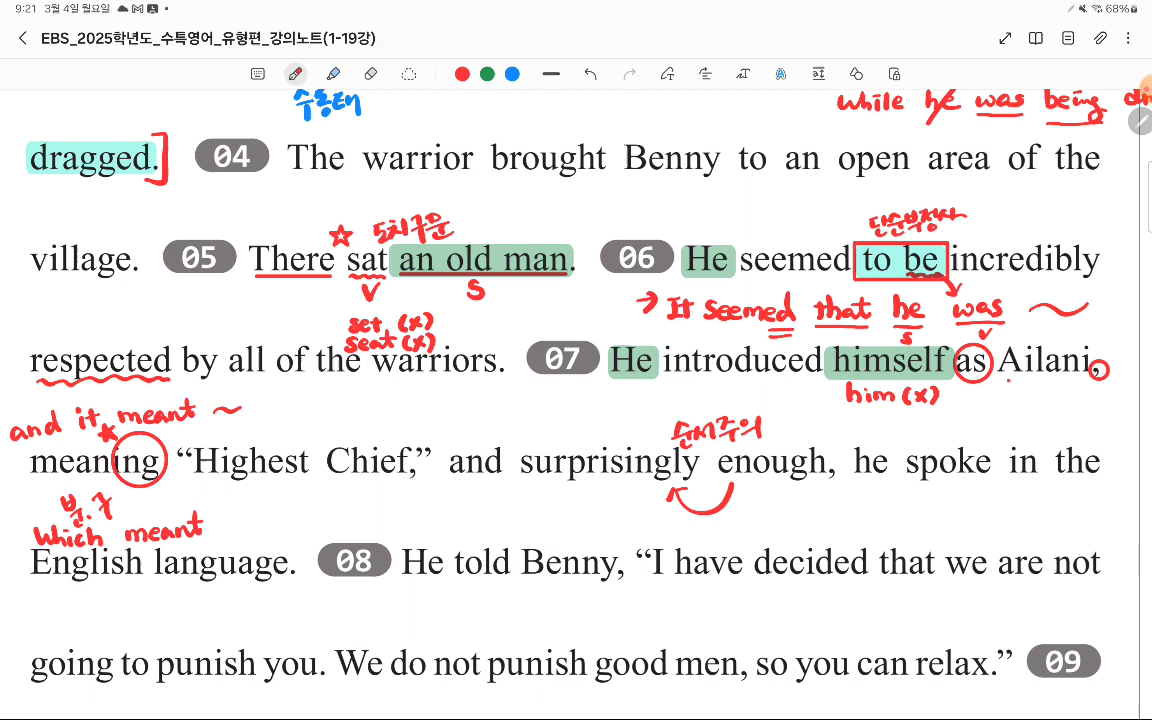 9:21 3월 4일 월요일 68%
EBS_2025학년도_수특영어_유형편_강의노트(1-19강)
수동태
while he was being
dragged. 04 The warrior brought Benny to an open area of the
☆ 도치구문 단순부정사
village. 05 There sat an old man. 06 He seemed to be incredibly
V S → It seemed that he was ~
S V
set (x)
seat (x)
respected by all of the warriors. 07 He introduced himself as Ailani,
him (x)
and it meant ~
순서주의
meaning “Highest Chief,” and surprisingly enough, he spoke in the
분.구
which meant
English language. 08 He told Benny, “I have decided that we are not
going to punish you. We do not punish good men, so you can relax.” 09